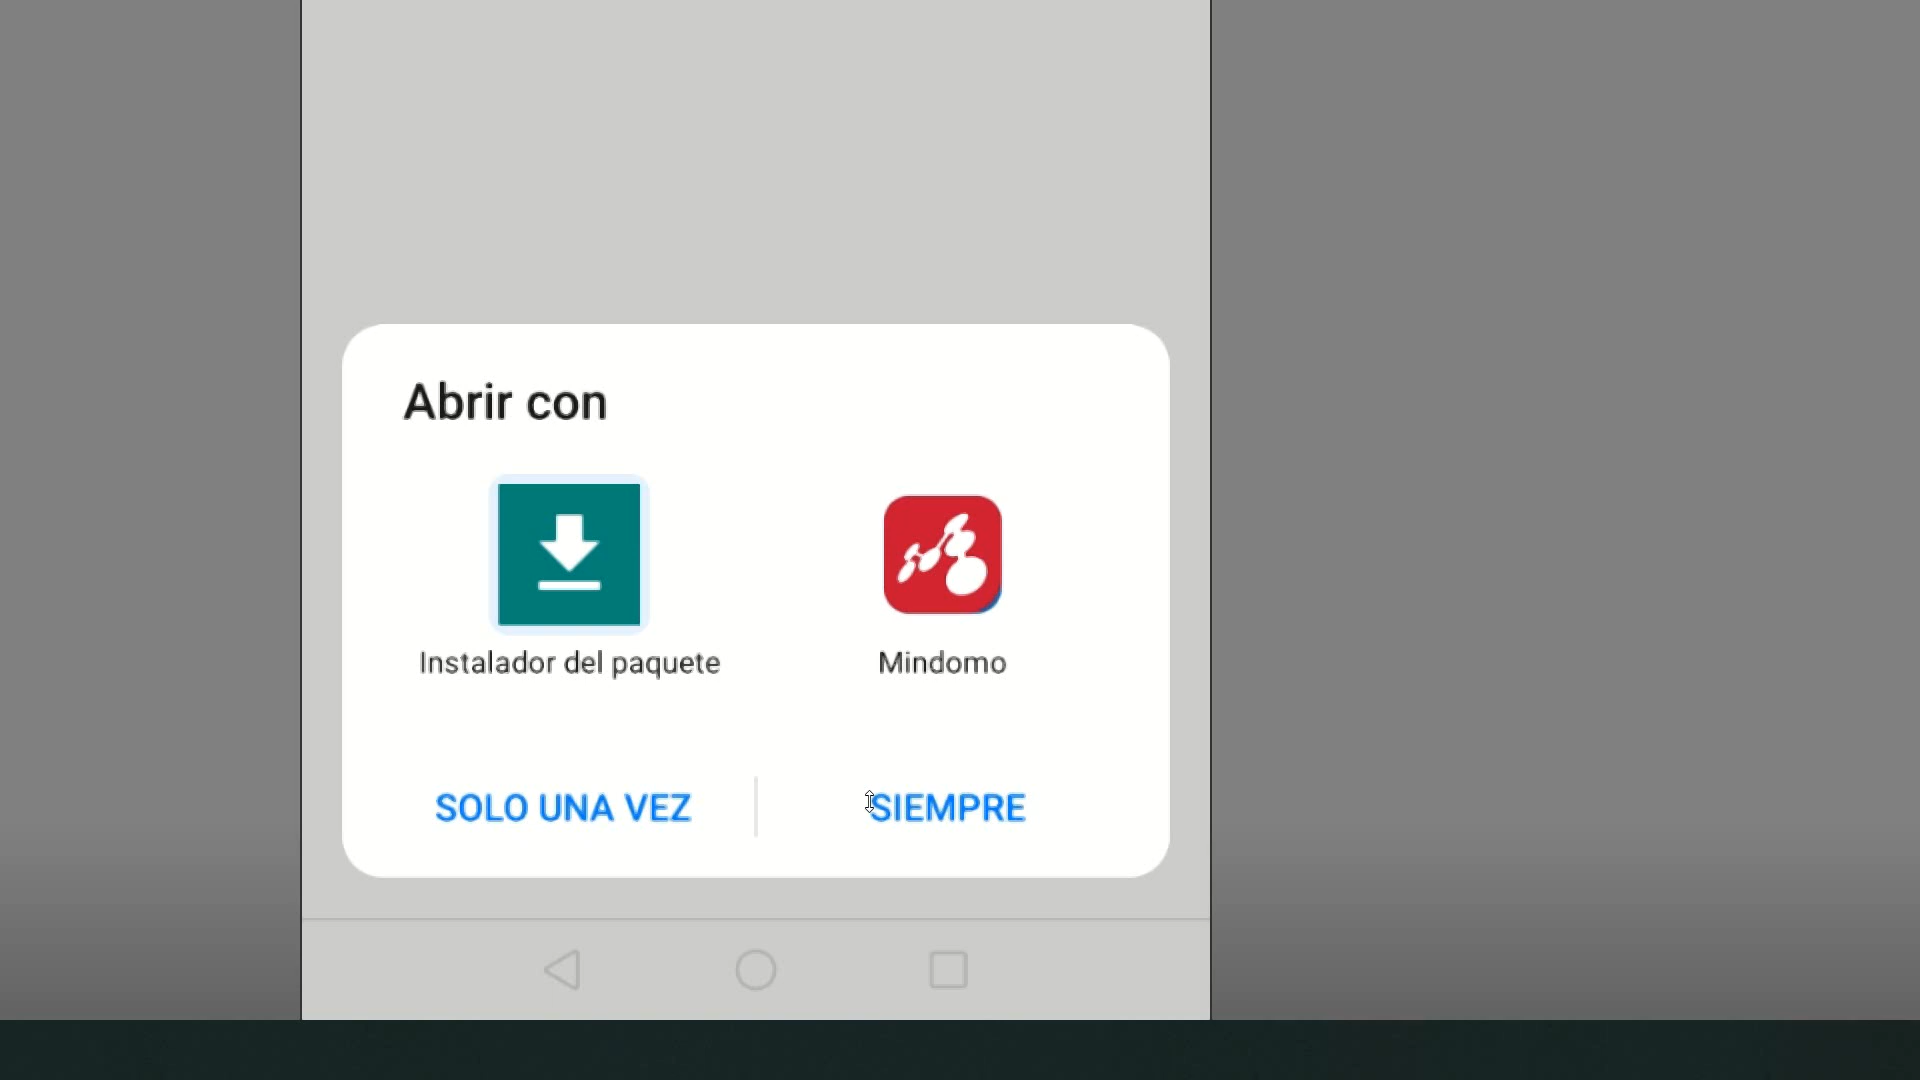 Abrir con
Instalador del paquete
Mindomo
SOLO UNA VEZ
SIEMPRE